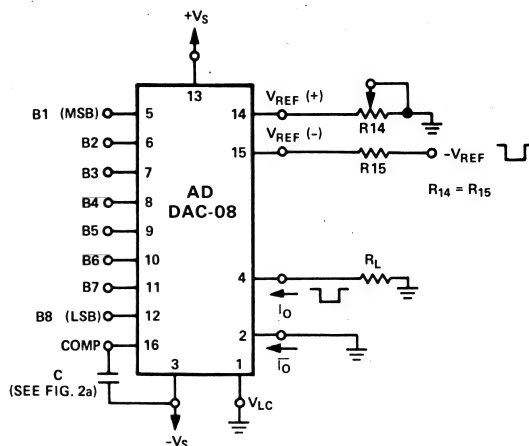 +VS
13
B1 (MSB) 5
B2 6
B3 7
B4 8
B5 9
B6 10
B7 11
B8 (LSB) 12
COMP 16
C
(SEE FIG. 2a)
AD
DAC-08
14 VREF (+)
R14
15 VREF (-)
R15
-VREF
R14 = R15
4
RL
IO
2
IO
3
1
VLC
-VS